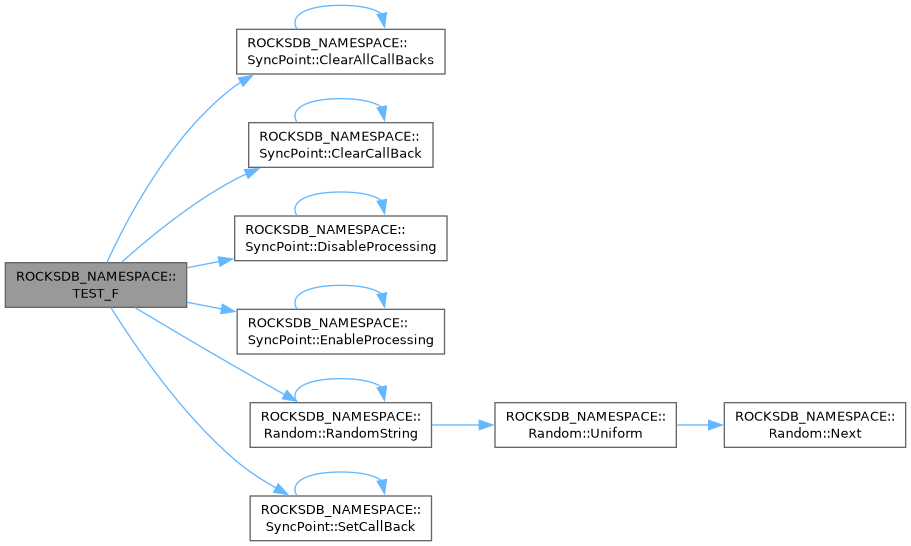 ROCKSDB_NAMESPACE::
SyncPoint::ClearAllCallBacks
ROCKSDB_NAMESPACE::
SyncPoint::ClearCallBack
ROCKSDB_NAMESPACE::
SyncPoint::DisableProcessing
ROCKSDB_NAMESPACE::
TEST_F
ROCKSDB_NAMESPACE::
SyncPoint::EnableProcessing
ROCKSDB_NAMESPACE::
Random::RandomString
ROCKSDB_NAMESPACE::
Random::Uniform
ROCKSDB_NAMESPACE::
Random::Next
ROCKSDB_NAMESPACE::
SyncPoint::SetCallBack